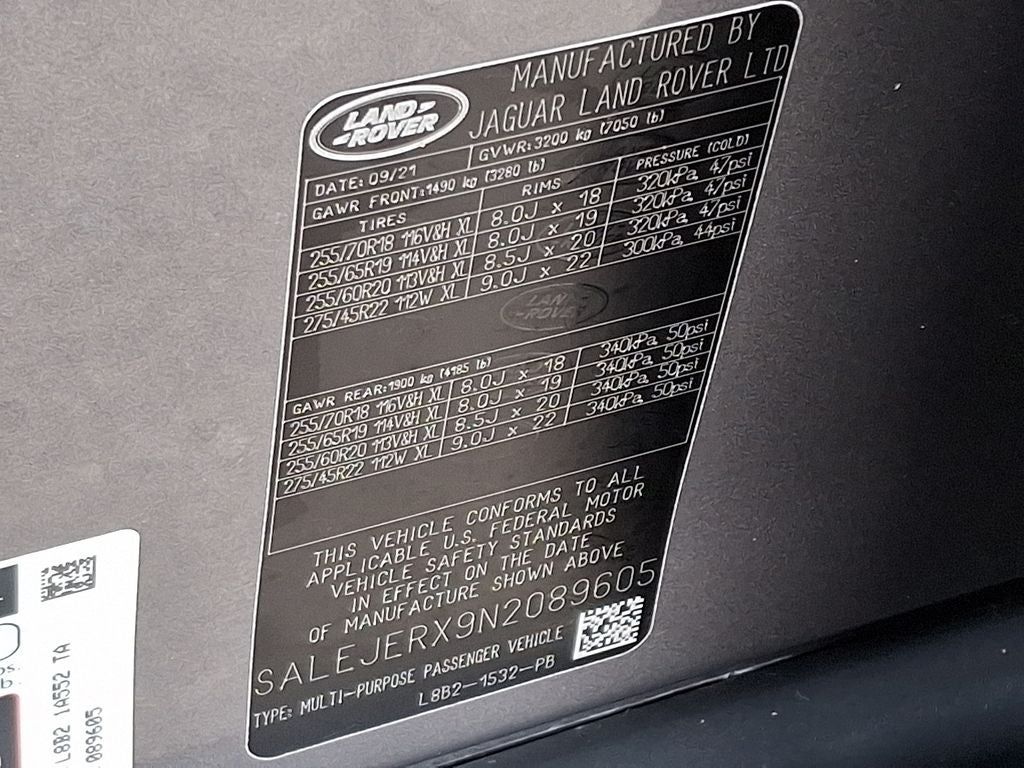 MANUFACTURED BY
JAGUAR LAND ROVER LTD
LAND ROVER
DATE: 09/21 GVWR: 3200 kg (7050 lb)
GAWR FRONT: 1490 kg (3280 lb)
TIRES RIMS PRESSURE (COLD)
255/70R18 116V&H XL 8.0J x 18 320kPa, 47psi
255/65R19 114V&H XL 8.0J x 19 320kPa, 47psi
255/60R20 113V&H XL 8.5J x 20 320kPa, 47psi
275/45R22 112W XL 9.0J x 22 300kPa, 44psi
LAND ROVER
GAWR REAR: 1900 kg (4185 lb)
255/70R18 116V&H XL 8.0J x 18 340kPa, 50psi
255/65R19 114V&H XL 8.0J x 19 340kPa, 50psi
255/60R20 113V&H XL 8.5J x 20 340kPa, 50psi
275/45R22 112W XL 9.0J x 22 340kPa, 50psi
THIS VEHICLE CONFORMS TO ALL
APPLICABLE U.S. FEDERAL MOTOR
VEHICLE SAFETY STANDARDS
IN EFFECT ON THE DATE
OF MANUFACTURE SHOWN ABOVE
SALEJERX9N2089605
TYPE: MULTI-PURPOSE PASSENGER VEHICLE
L8B2-1532-PB
L8B2 1A552 TA
089605